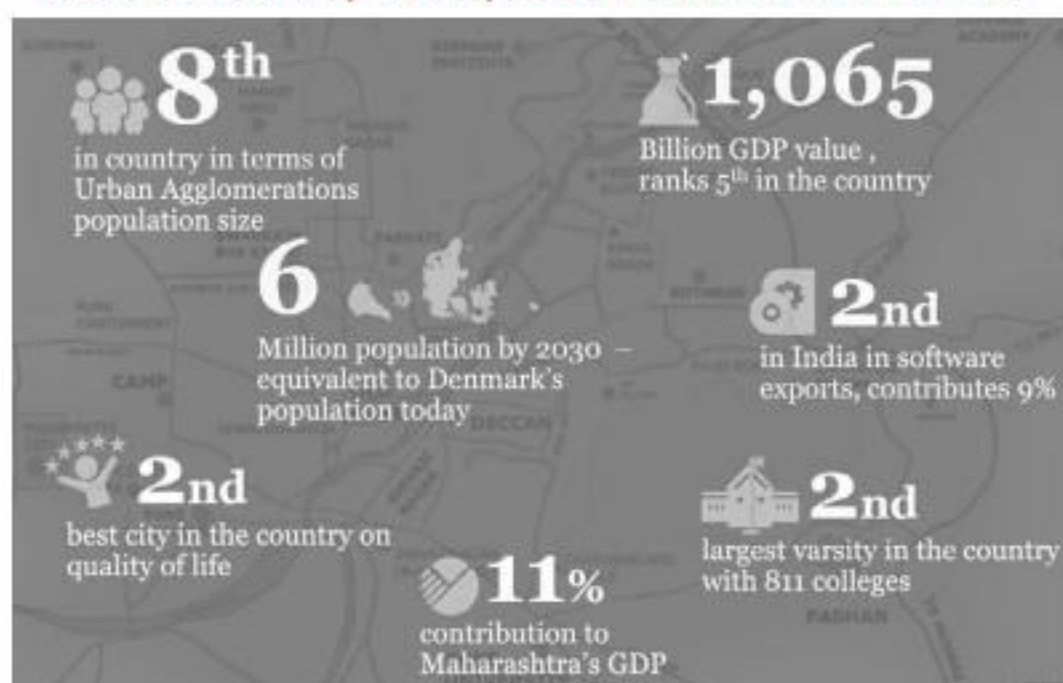 8th
in country in terms of
Urban Agglomerations
population size
1,065
Billion GDP value ,
ranks 5th in the country
6
Million population by 2030 –
equivalent to Denmark's
population today
2nd
in India in software
exports, contributes 9%
2nd
best city in the country on
quality of life
2nd
largest varsity in the country
with 811 colleges
11%
contribution to
Maharashtra's GDP
CAMP
DECCAN
PASHAN